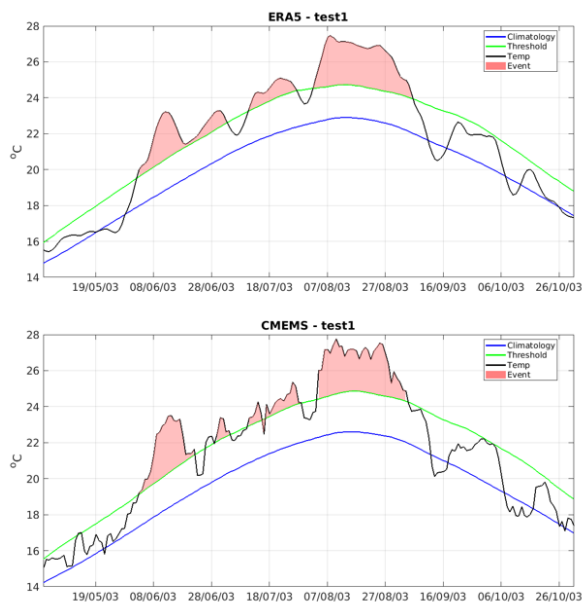 ERA5 - test1
28
26
24
22
20
18
16
14
°C
Climatology
Threshold
Temp
Event
19/05/03 08/06/03 28/06/03 18/07/03 07/08/03 27/08/03 16/09/03 06/10/03 26/10/03
CMEMS - test1
28
26
24
22
20
18
16
14
°C
Climatology
Threshold
Temp
Event
19/05/03 08/06/03 28/06/03 18/07/03 07/08/03 27/08/03 16/09/03 06/10/03 26/10/03